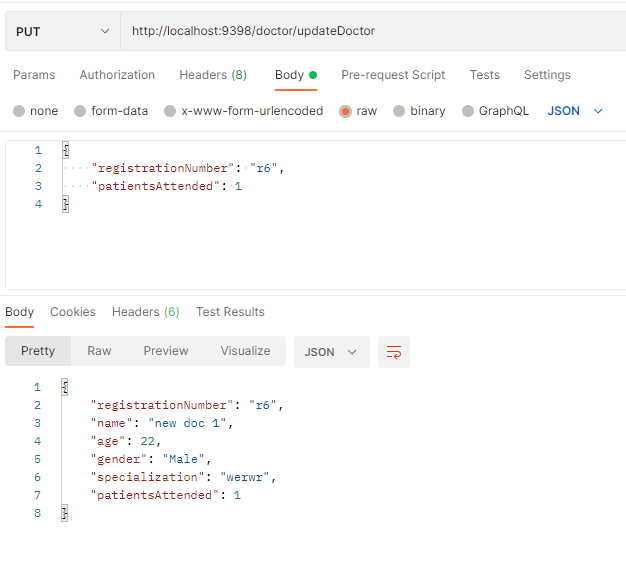 PUT http://localhost:9398/doctor/updateDoctor
Params Authorization Headers (8) Body Pre-request Script Tests Settings
none form-data x-www-form-urlencoded raw binary GraphQL JSON
1 {
2 "registrationNumber": "r6",
3 "patientsAttended": 1
4 }
Body Cookies Headers (6) Test Results
Pretty Raw Preview Visualize JSON
1 {
2 "registrationNumber": "r6",
3 "name": "new doc 1",
4 "age": 22,
5 "gender": "Male",
6 "specialization": "werwr",
7 "patientsAttended": 1
8 }